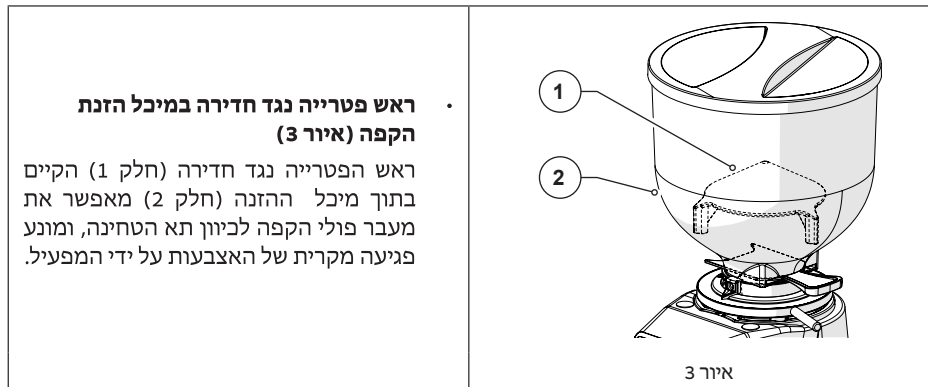 • ראש פטרייה נגד חדירה במיכל הזנת
הקפה (איור 3)
ראש הפטרייה נגד חדירה (חלק 1) הקיים
בתוך מיכל ההזנה (חלק 2) מאפשר את
מעבר פולי הקפה לכיוון תא הטחינה, ומונע
פגיעה מקרית של האצבעות על ידי המפעיל.
1
2
איור 3